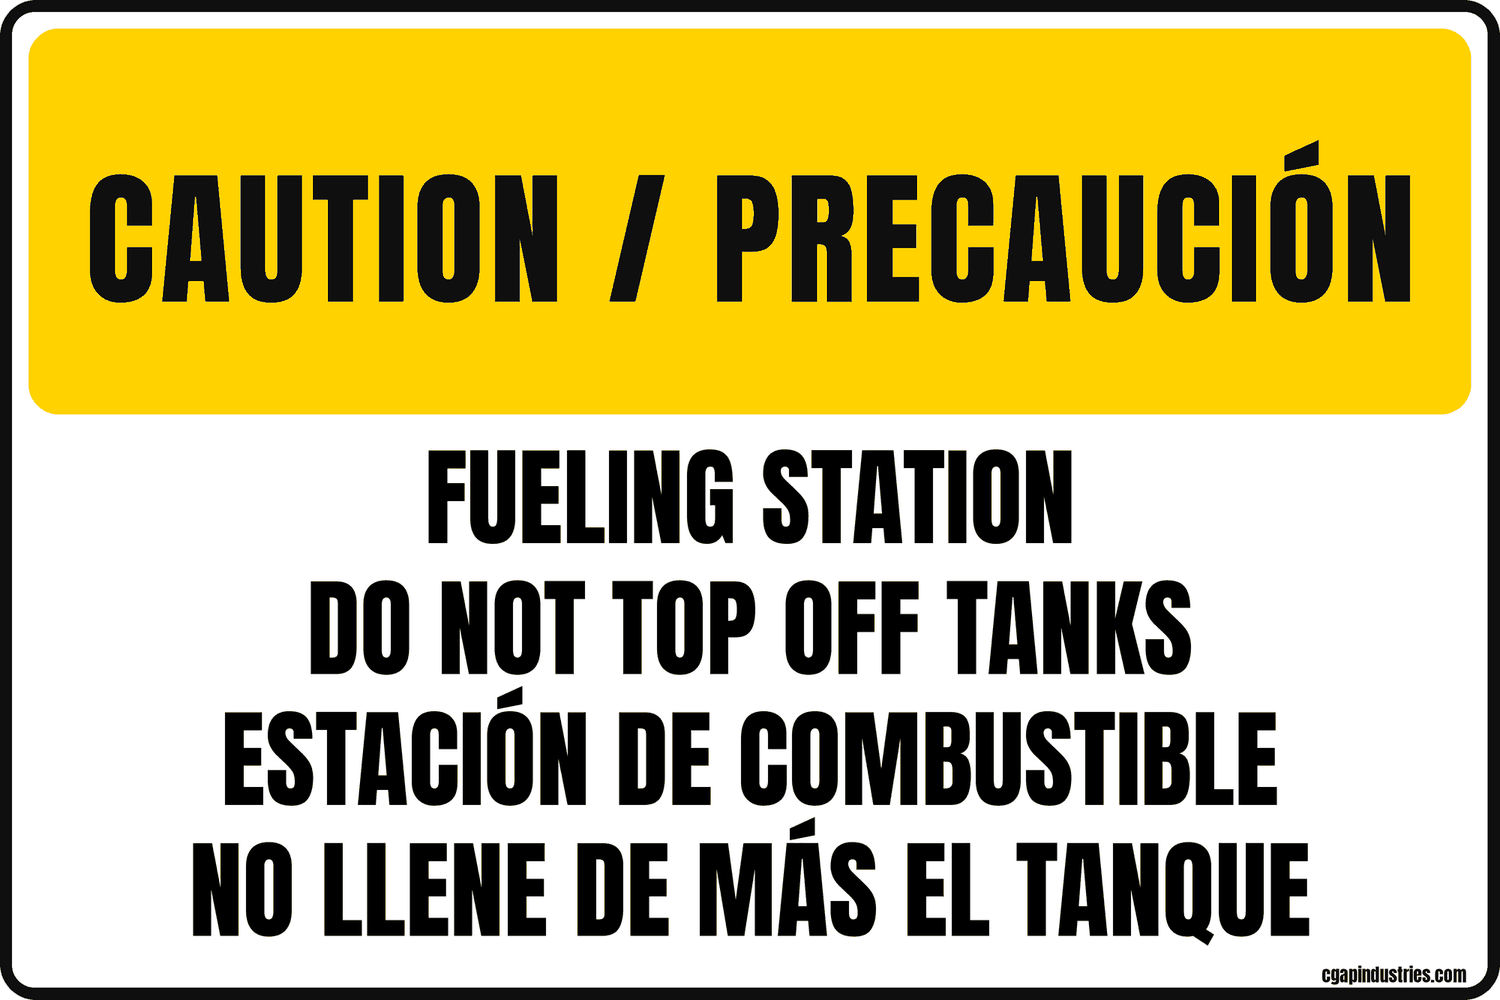 CAUTION / PRECAUCIÓN
FUELING STATION
DO NOT TOP OFF TANKS
ESTACIÓN DE COMBUSTIBLE
NO LLENE DE MÁS EL TANQUE
cgapindustries.com